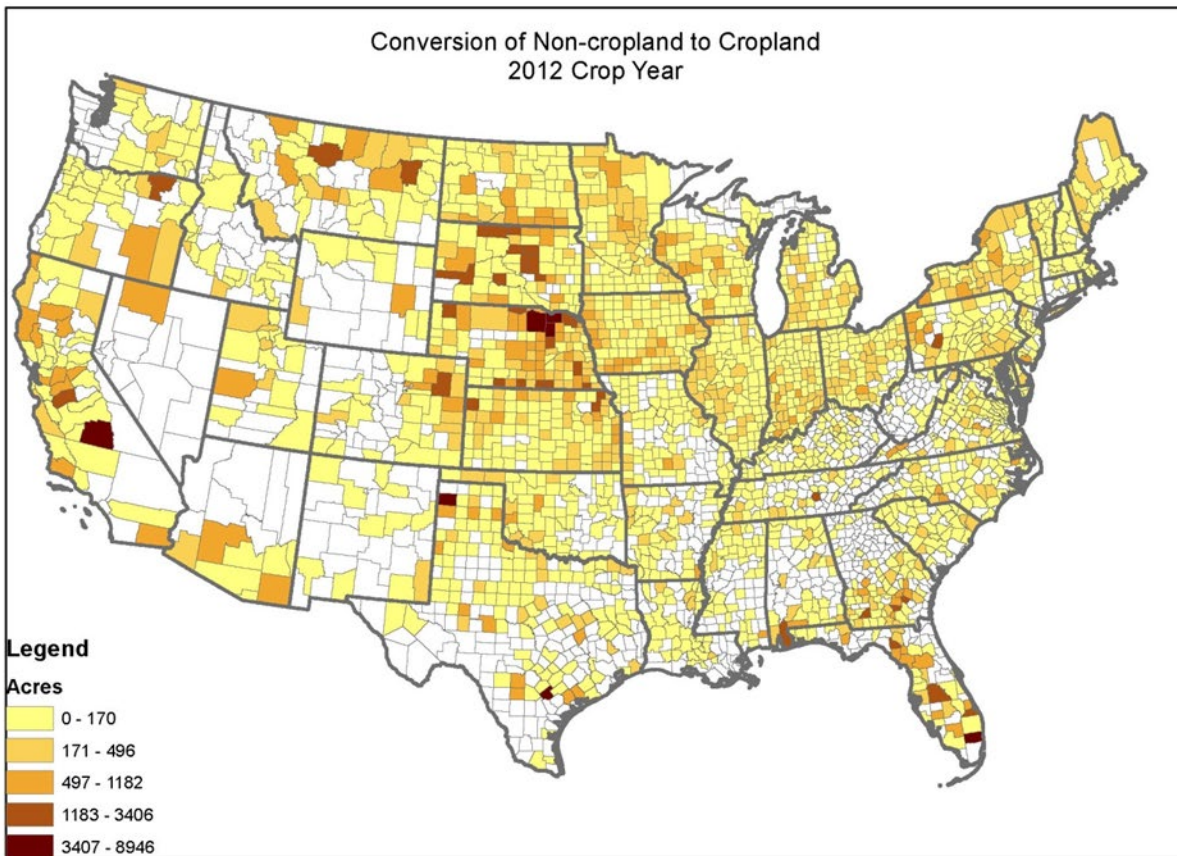 Conversion of Non-cropland to Cropland
2012 Crop Year
Legend
Acres
0 - 170
171 - 496
497 - 1182
1183 - 3406
3407 - 8946